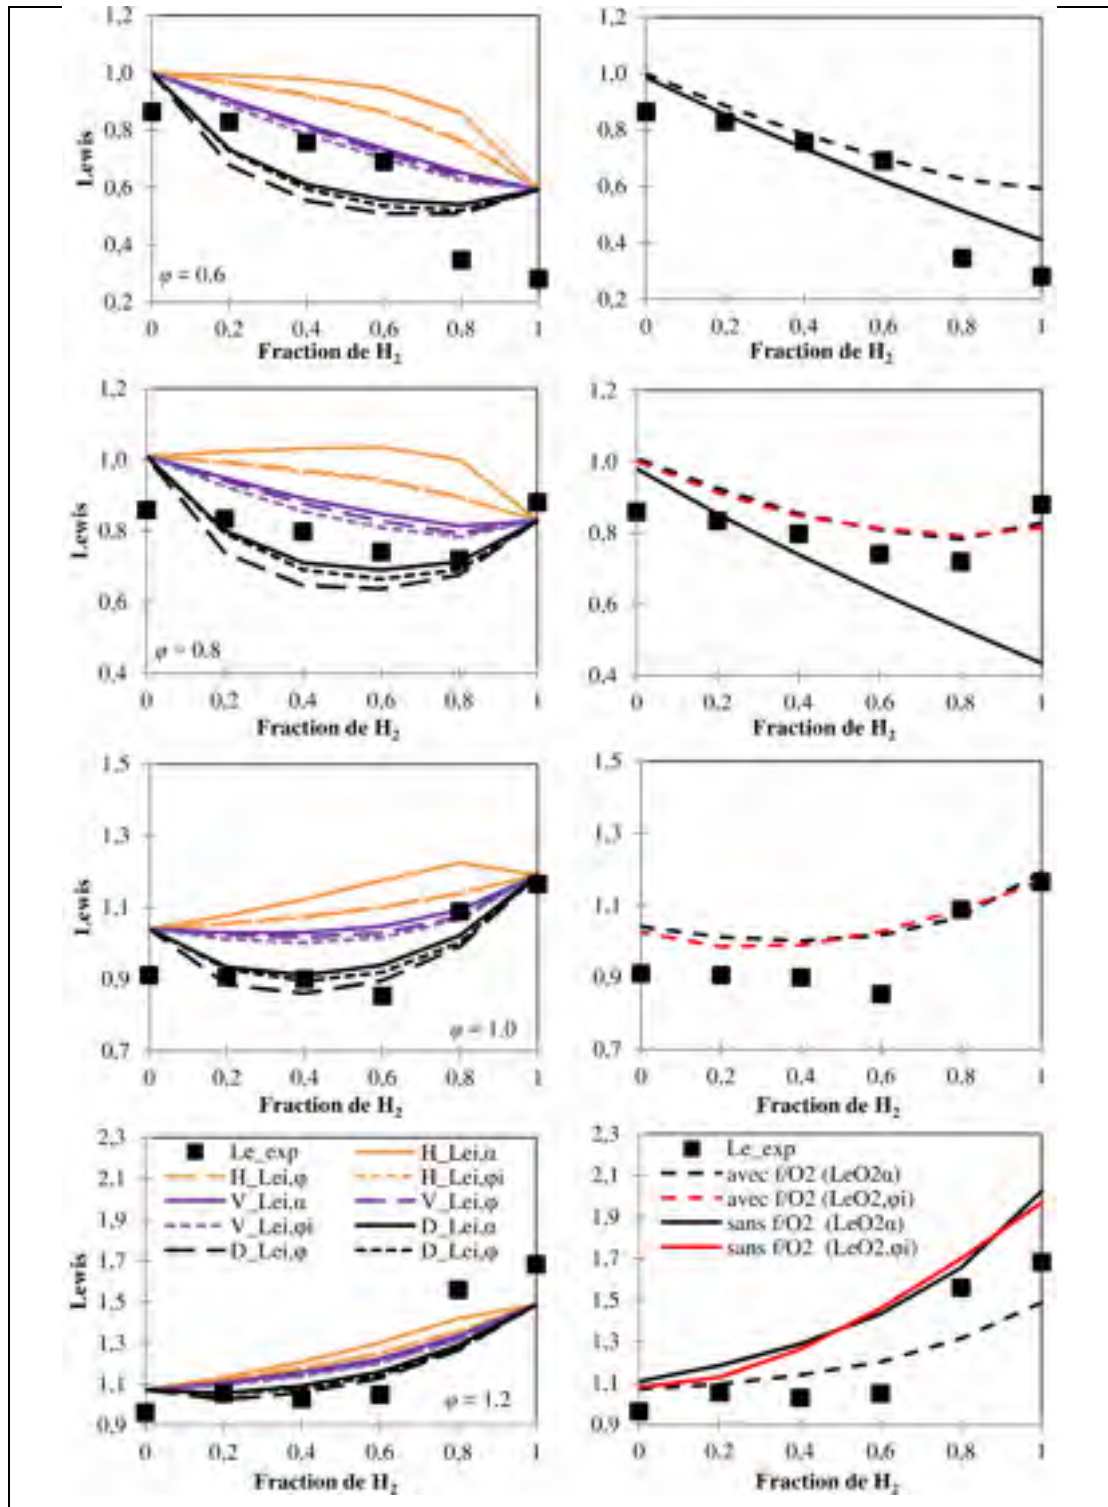 1,2
1,0
0,8
0,6
0,4
0,2
Lewis
φ = 0.6
0 0,2 0,4 0,6 0,8 1
Fraction de H2
1,2
1,0
0,8
0,6
0,4
0,2
0 0,2 0,4 0,6 0,8 1
Fraction de H2
1,2
1,0
0,8
0,6
0,4
Lewis
φ = 0.8
0 0,2 0,4 0,6 0,8 1
Fraction de H2
1,2
1,0
0,8
0,6
0,4
0 0,2 0,4 0,6 0,8 1
Fraction de H2
1,5
1,3
1,1
0,9
0,7
Lewis
φ = 1.0
0 0,2 0,4 0,6 0,8 1
Fraction de H2
1,5
1,3
1,1
0,9
0,7
0 0,2 0,4 0,6 0,8 1
Fraction de H2
2,3
2,1
1,9
1,7
1,5
1,3
1,1
0,9
Lewis
Le_exp H_Lei,α
H_Lei,φ H_Lei,φi
V_Lei,α V_Lei,φ
V_Lei,φi D_Lei,α
D_Lei,φ D_Lei,φ
φ = 1.2
0 0,2 0,4 0,6 0,8 1
Fraction de H2
2,3
2,1
1,9
1,7
1,5
1,3
1,1
0,9
Le_exp
avec f/O2 (LeO2α)
avec f/O2 (LeO2,φi)
sans f/O2 (LeO2α)
sans f/O2 (LeO2,φi)
0 0,2 0,4 0,6 0,8 1
Fraction de H2